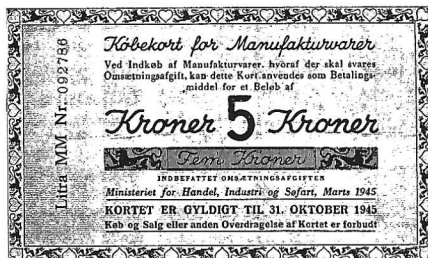 Købekort for Manufakturvarer
Ved Indkøb af Manufakturvarer, hvoraf der skal svares
Omsætningsafgift, kan dette Kort anvendes som Betalings-
middel for et Beløb af
Kroner 5 Kroner
Fem Kroner
INDBEFATTET OMSÆTNINGSAFGIFTEN
Ministeriet for Handel, Industri og Søfart, Marts 1945
KORTET ER GYLDIGT TIL 31. OKTOBER 1945
Køb og Salg eller anden Overdragelse af Kortet er forbudt
Litra MM Nr. 092786